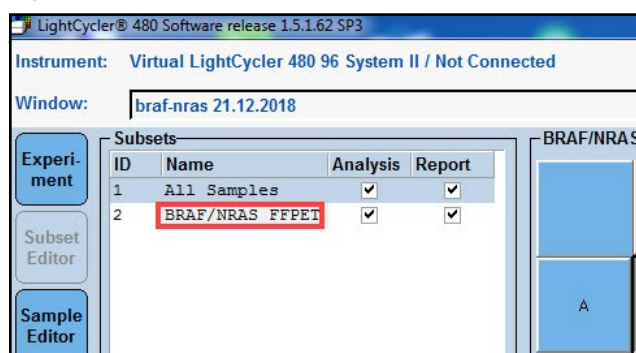 LightCycler® 480 Software release 1.5.1.62 SP3
Instrument: Virtual LightCycler 480 96 System II / Not Connected
Window: braf-nras 21.12.2018
Experi-
ment
Subset
Editor
Sample
Editor
Subsets
ID Name Analysis Report
1 All Samples
2 BRAF/NRAS FFPET
BRAF/NRAS
A